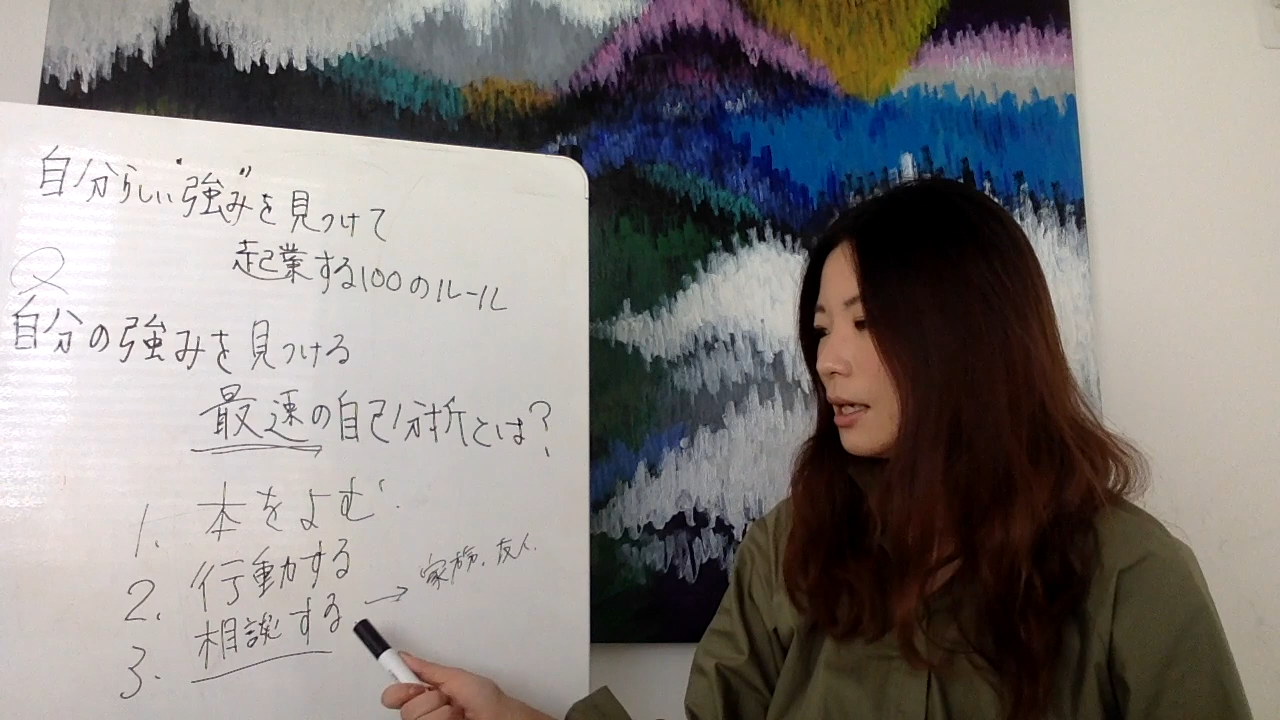 自分らしい“強み”を見つけて
起業する100のルール
Q
自分の強みを見つける
最速の自己分析とは?
1. 本をよむ
2. 行動する
3. 相談する → 家族、友人